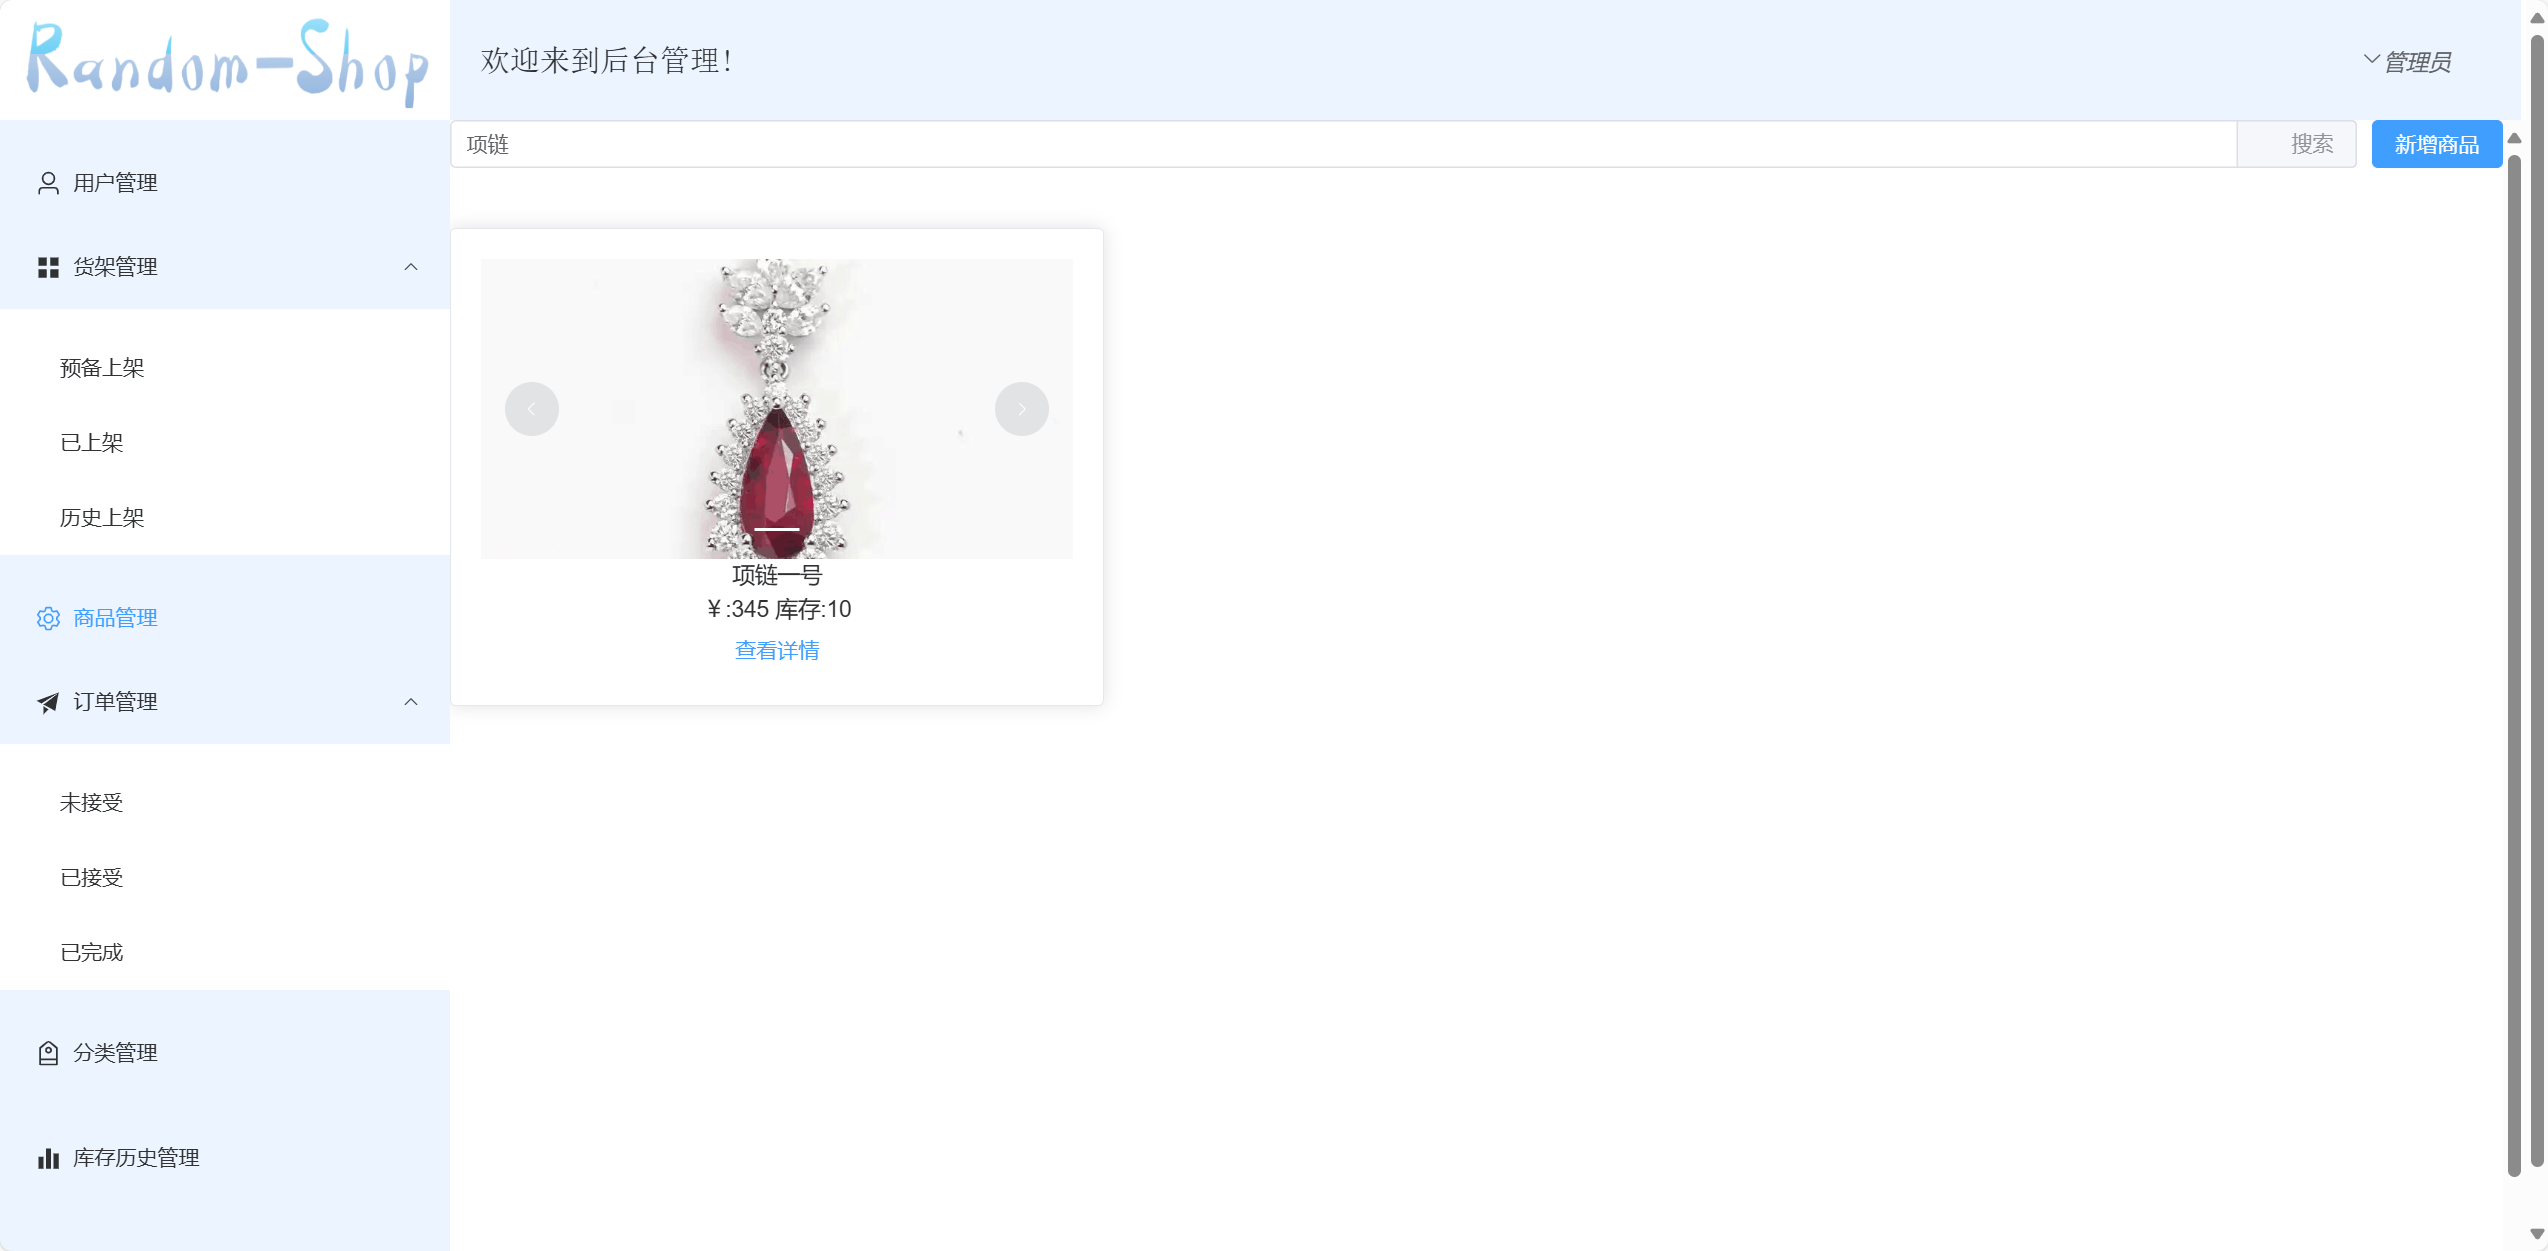 Random-Shop
欢迎来到后台管理！
管理员
项链
搜索
新增商品
用户管理
货架管理
预备上架
已上架
历史上架
商品管理
订单管理
未接受
已接受
已完成
分类管理
库存历史管理
项链一号
￥:345 库存:10
查看详情